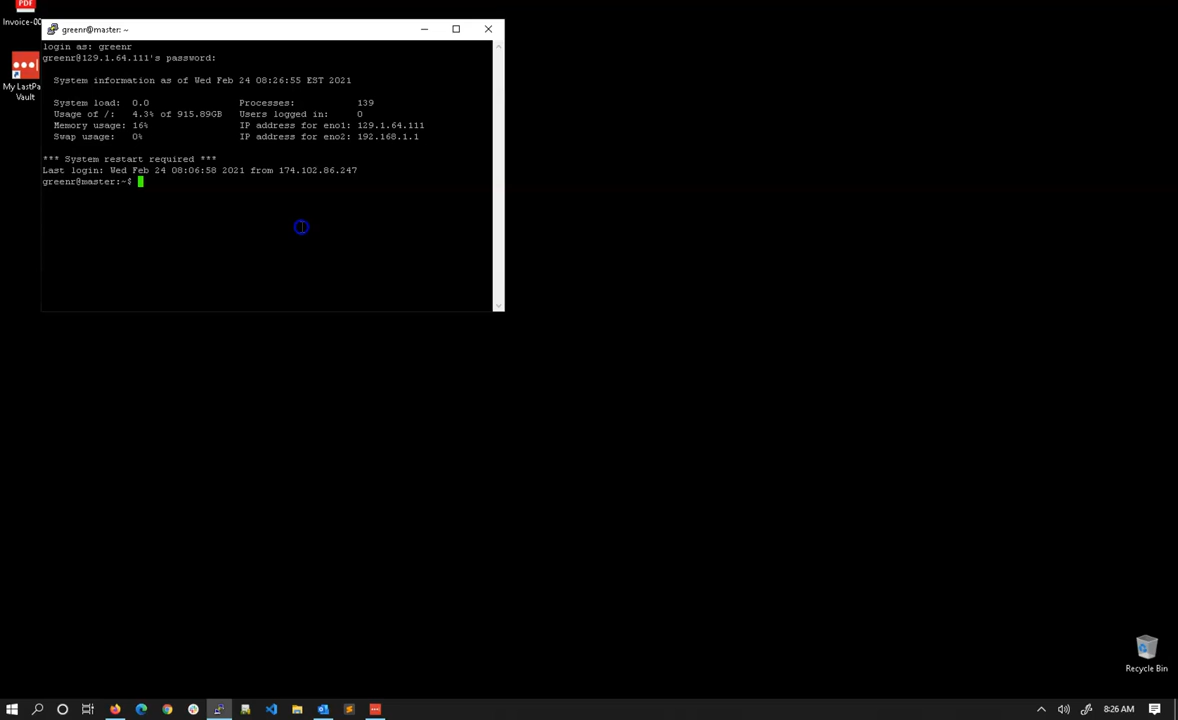 PDF
Invoice-00
My LastPa
Vault
greenr@master: ~
login as: greenr
greenr@129.1.64.111's password:
System information as of Wed Feb 24 08:26:55 EST 2021
System load: 0.0 Processes: 139
Usage of /: 4.3% of 915.89GB Users logged in: 0
Memory usage: 16% IP address for eno1: 129.1.64.111
Swap usage: 0% IP address for eno2: 192.168.1.1
*** System restart required ***
Last login: Wed Feb 24 08:06:58 2021 from 174.102.86.247
greenr@master:~$
Recycle Bin
8:26 AM